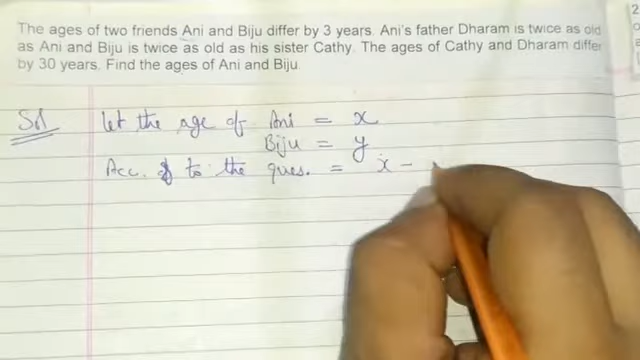 The ages of two friends Ani and Biju differ by 3 years. Ani's father Dharam is twice as old
as Ani and Biju is twice as old as his sister Cathy. The ages of Cathy and Dharam differ
by 30 years. Find the ages of Ani and Biju.
Sol let the age of Ani = x
Biju = y
Acc. to the ques. = x -
2